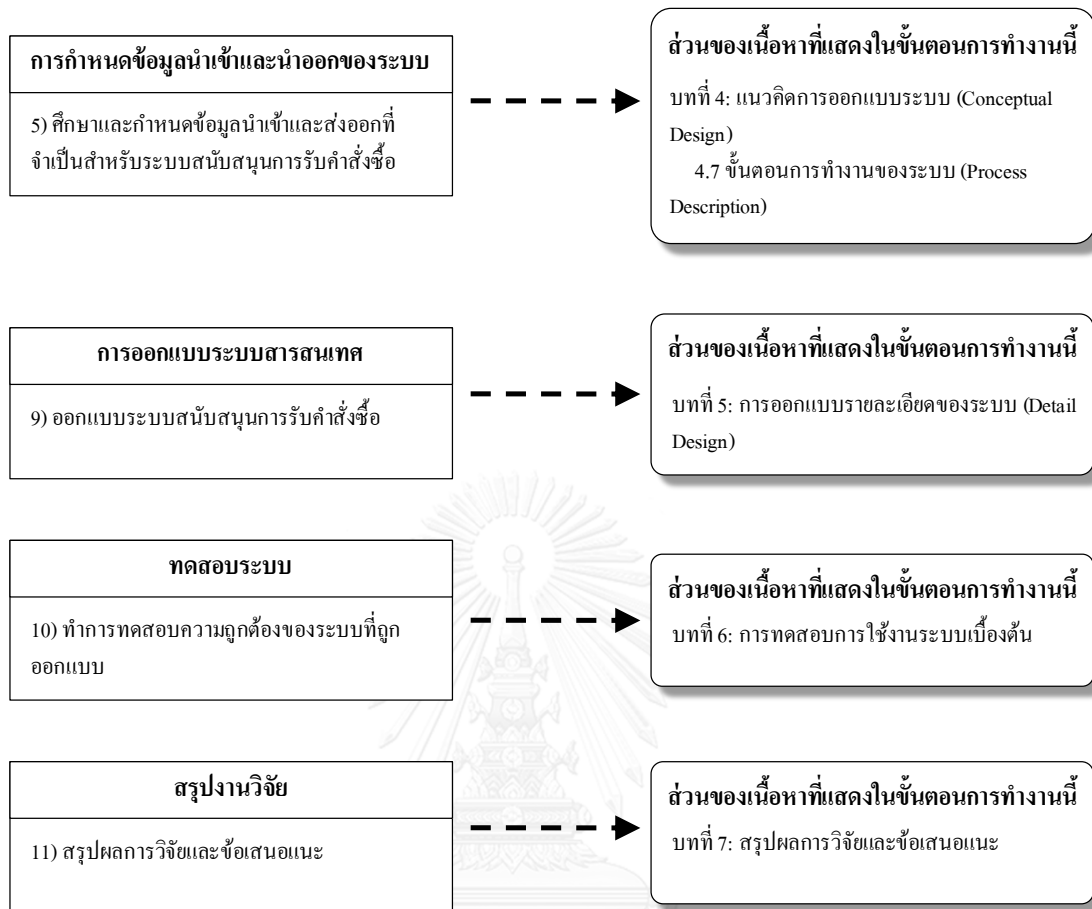 การกำหนดข้อมูลนำเข้าและนำออกของระบบ
5) ศึกษาและกำหนดข้อมูลนำเข้าและส่งออกที่
จำเป็นสำหรับระบบสนับสนุนการรับคำสั่งซื้อ
ส่วนของเนื้อหาที่แสดงในขั้นตอนการทำงานนี้
บทที่ 4: แนวคิดการออกแบบระบบ (Conceptual
Design)
4.7 ขั้นตอนการทำงานของระบบ (Process
Description)
การออกแบบระบบสารสนเทศ
9) ออกแบบระบบสนับสนุนการรับคำสั่งซื้อ
ส่วนของเนื้อหาที่แสดงในขั้นตอนการทำงานนี้
บทที่ 5: การออกแบบรายละเอียดของระบบ (Detail
Design)
ทดสอบระบบ
10) ทำการทดสอบความถูกต้องของระบบที่ถูก
ออกแบบ
ส่วนของเนื้อหาที่แสดงในขั้นตอนการทำงานนี้
บทที่ 6: การทดสอบการใช้งานระบบเบื้องต้น
สรุปงานวิจัย
11) สรุปผลการวิจัยและข้อเสนอแนะ
ส่วนของเนื้อหาที่แสดงในขั้นตอนการทำงานนี้
บทที่ 7: สรุปผลการวิจัยและข้อเสนอแนะ